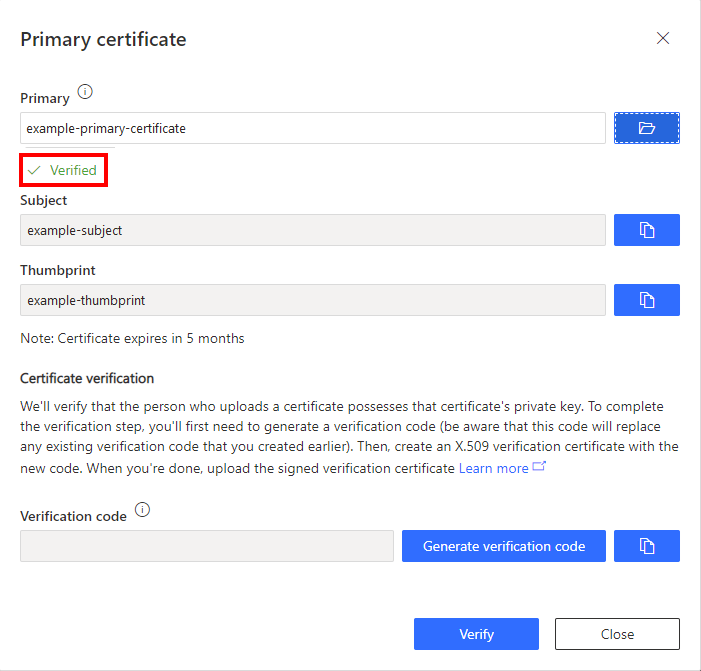 Primary certificate
Primary
example-primary-certificate
Verified
Subject
example-subject
Thumbprint
example-thumbprint
Note: Certificate expires in 5 months
Certificate verification
We'll verify that the person who uploads a certificate possesses that certificate's private key. To complete
the verification step, you'll first need to generate a verification code (be aware that this code will replace
any existing verification code that you created earlier). Then, create an X.509 verification certificate with the
new code. When you're done, upload the signed verification certificate Learn more
Verification code
Generate verification code
Verify Close